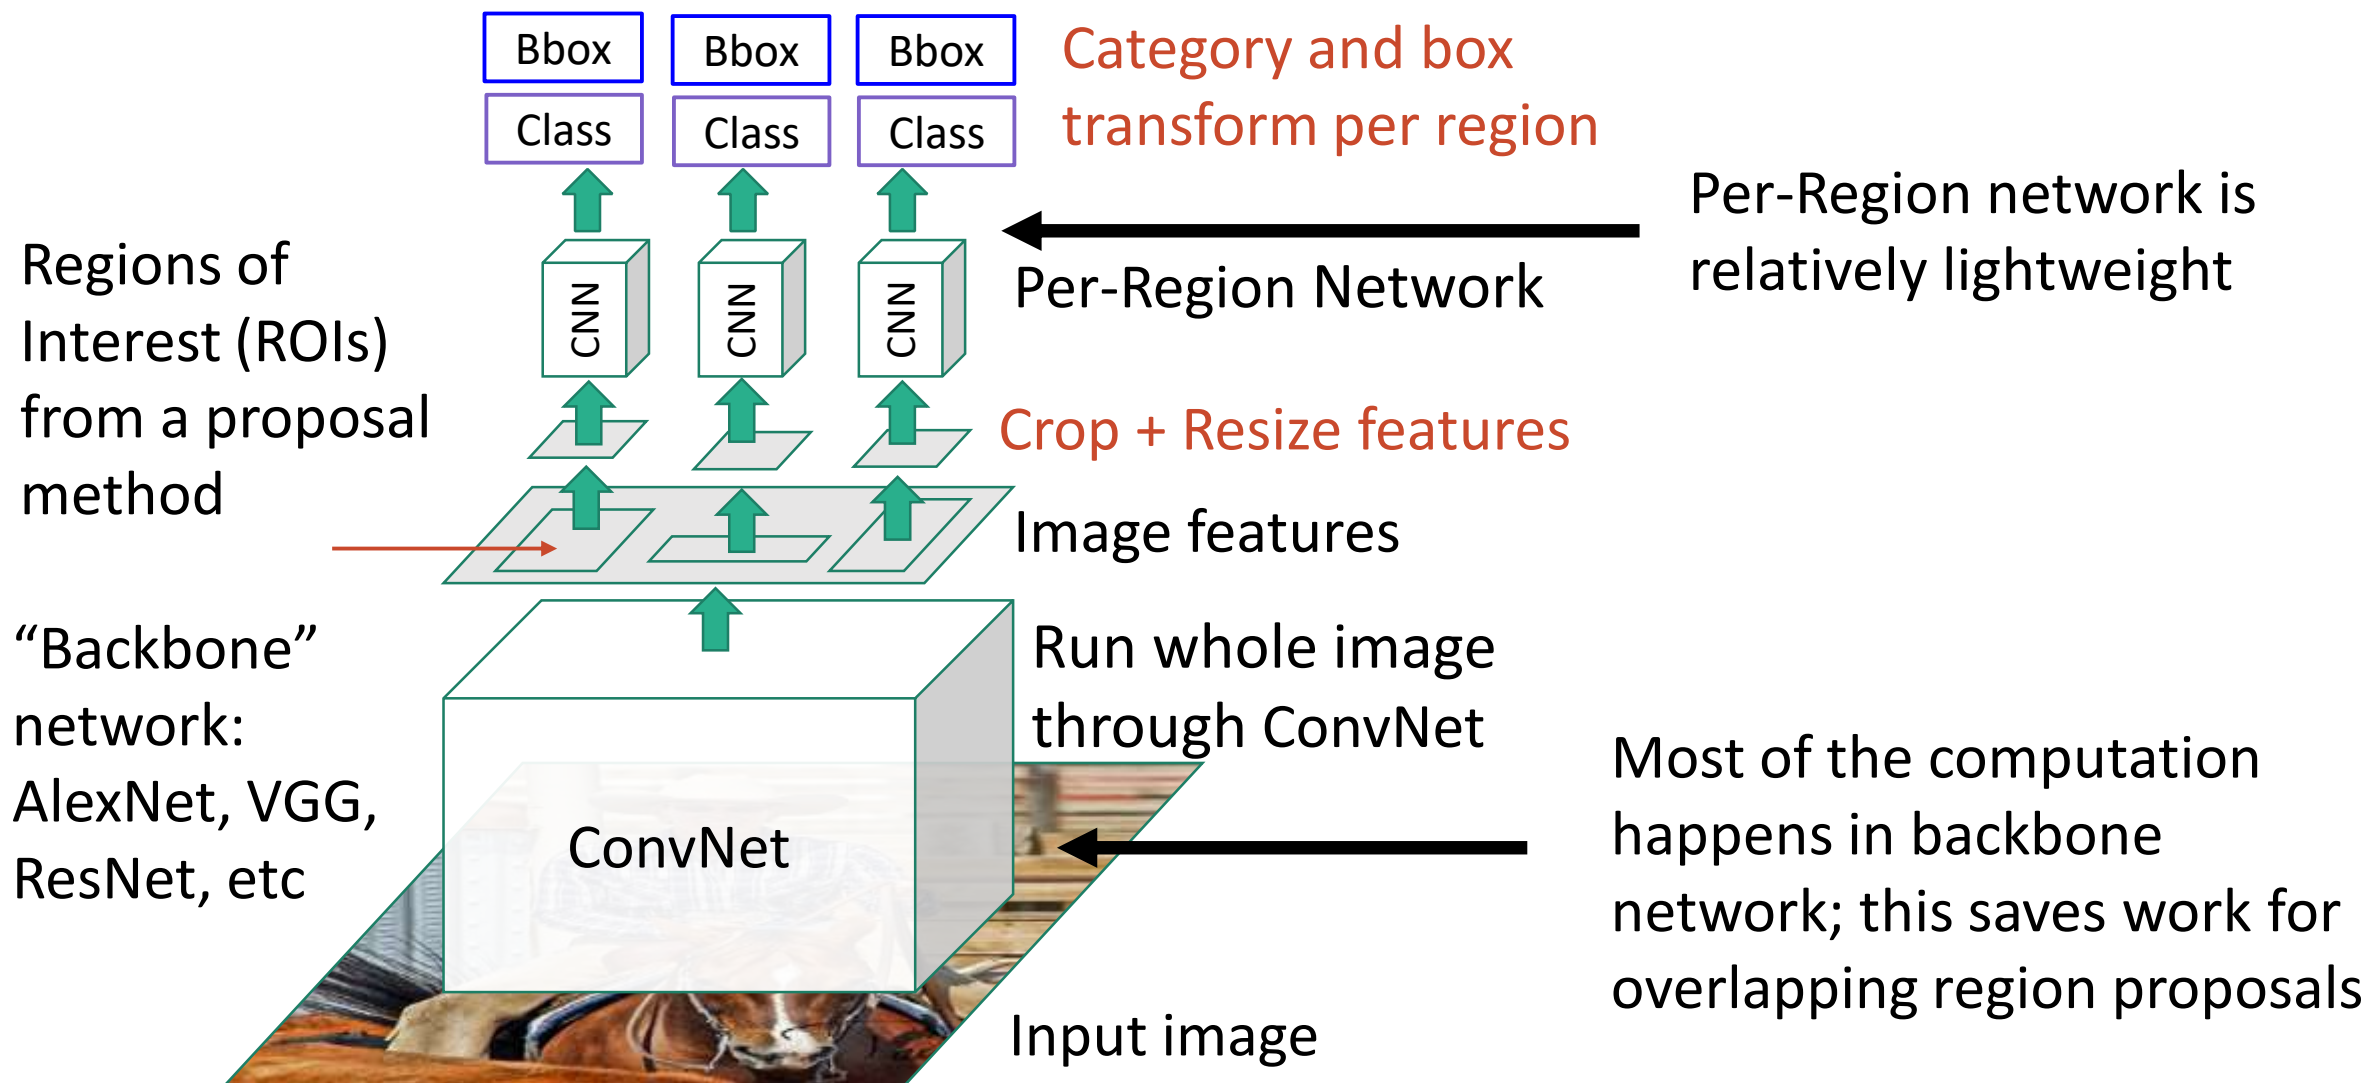 Bbox
Bbox
Bbox
Class
Class
Class
Category and box
transform per region
Per-Region network is
relatively lightweight
Regions of
Interest (ROIs)
from a proposal
method
CNN
CNN
CNN
Per-Region Network
Crop + Resize features
Image features
“Backbone”
network:
AlexNet, VGG,
ResNet, etc
Run whole image
through ConvNet
ConvNet
Most of the computation
happens in backbone
network; this saves work for
overlapping region proposals
Input image